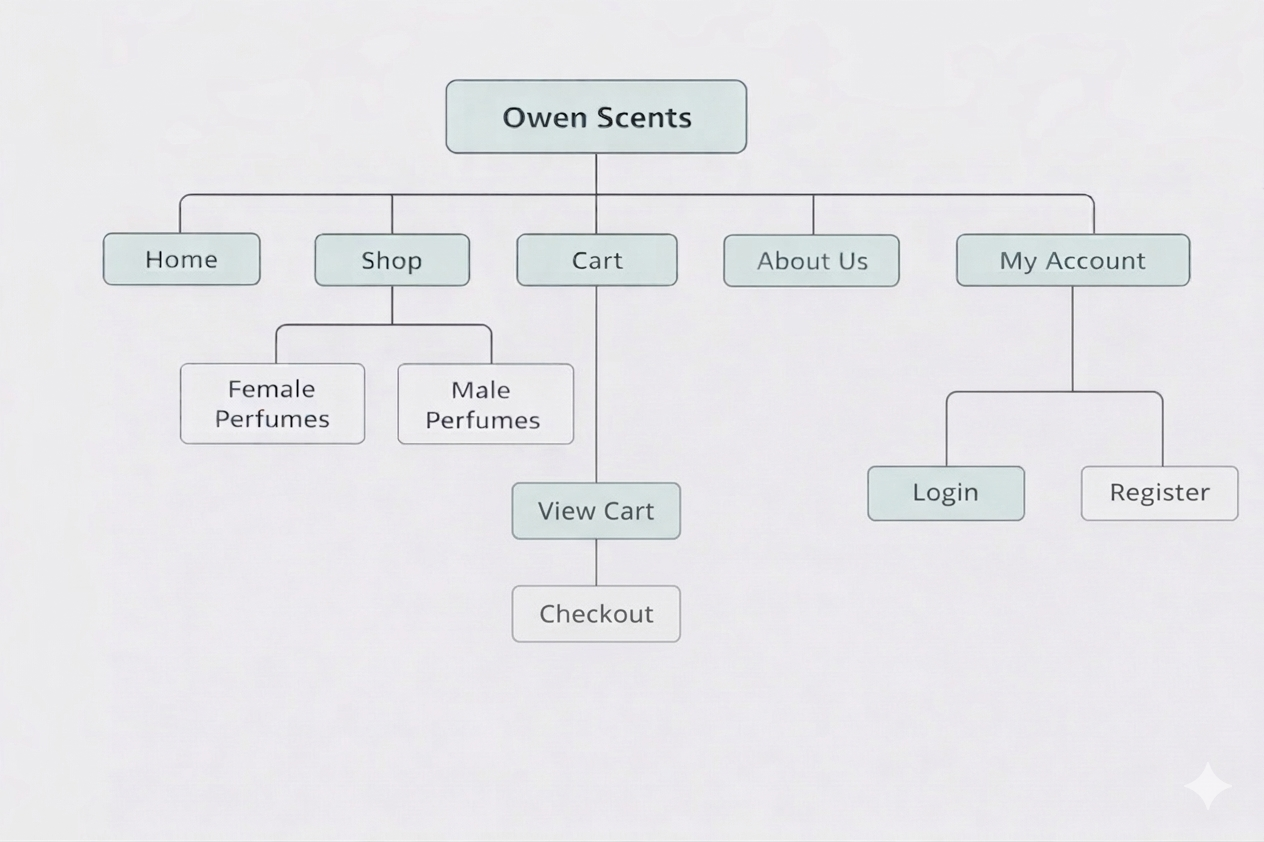 Owen Scents
Home
Shop
Cart
About Us
My Account
Female
Perfumes
Male
Perfumes
View Cart
Checkout
Login
Register